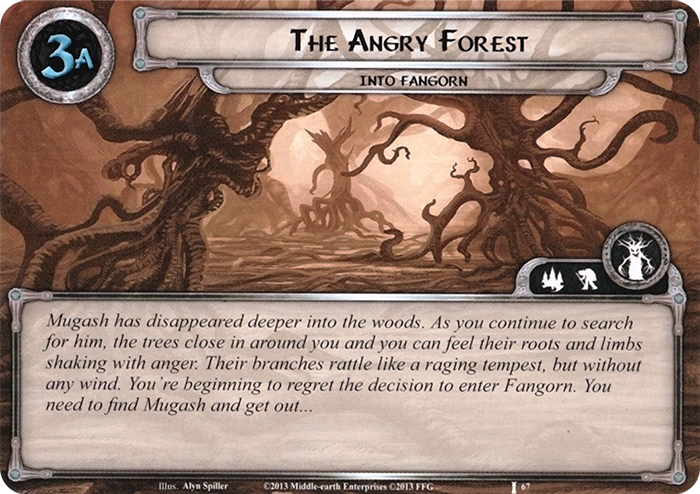 3A
THE ANGRY FOREST
INTO FANGORN
Mugash has disappeared deeper into the woods. As you continue to search
for him, the trees close in around you and you can feel their roots and limbs
shaking with anger. Their branches rattle like a raging tempest, but without
any wind. You're beginning to regret the decision to enter Fangorn. You
need to find Mugash and get out...
Illus. Alyn Spiller ©2013 Middle-earth Enterprises ©2013 FFG 67